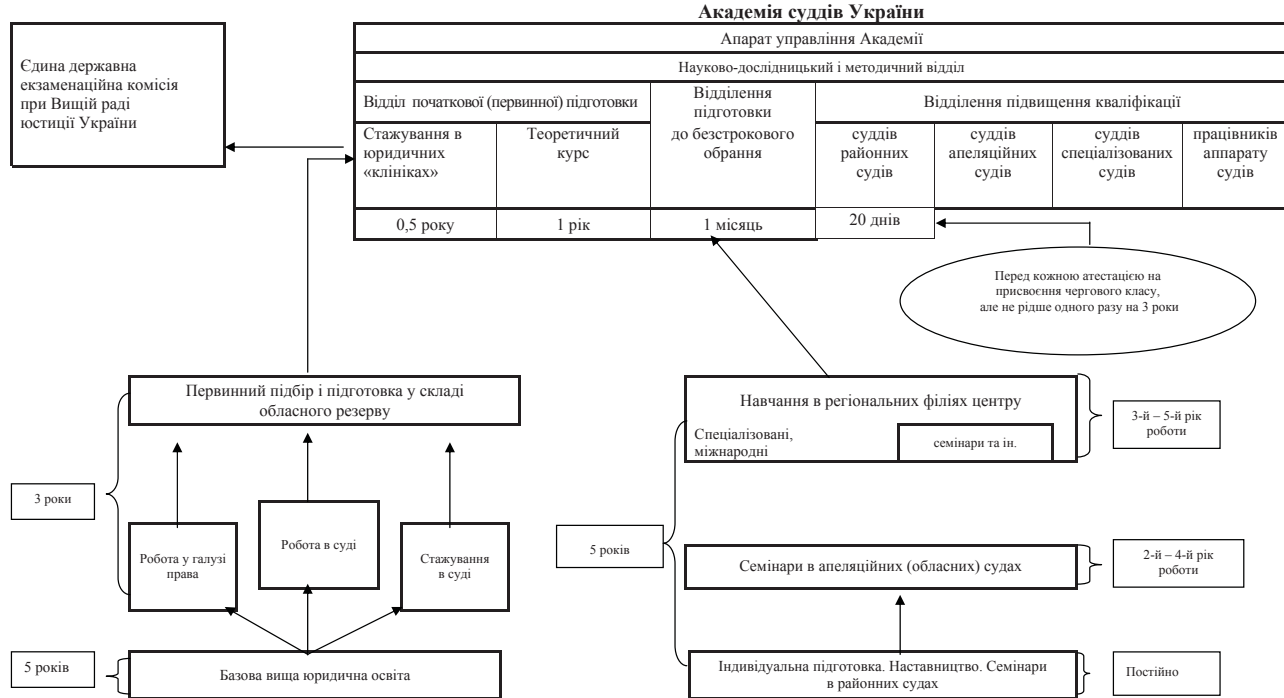 Академія суддів України
Єдина державна
екзаменаційна комісія
при Вищій раді
юстиції України
Апарат управління Академії
Науково-дослідницький і методичний відділ
Відділ початкової (первинної) підготовки
Відділення
підготовки
до безстрокового
обрання
Відділення підвищення кваліфікації
Стажування в
юридичних
«клініках»
Теоретичний
курс
суддів
районних
судів
суддів
апеляційних
судів
суддів
спеціалізованих
судів
працівників
аппарату
судів
0,5 року
1 рік
1 місяць
20 днів
Перед кожною атестацією на
присвоєння чергового класу,
але не рідше одного разу на 3 роки
Первинний підбір і підготовка у складі
обласного резерву
3 роки
Робота у галузі
права
Робота в суді
Стажування
в суді
5 років
Базова вища юридична освіта
Навчання в регіональних філіях центру
Спеціалізовані,
міжнародні
семінари та ін.
3-й – 5-й рік
роботи
5 років
Семінари в апеляційних (обласних) судах
2-й – 4-й рік
роботи
Індивідуальна підготовка. Наставництво. Семінари
в районних судах
Постійно